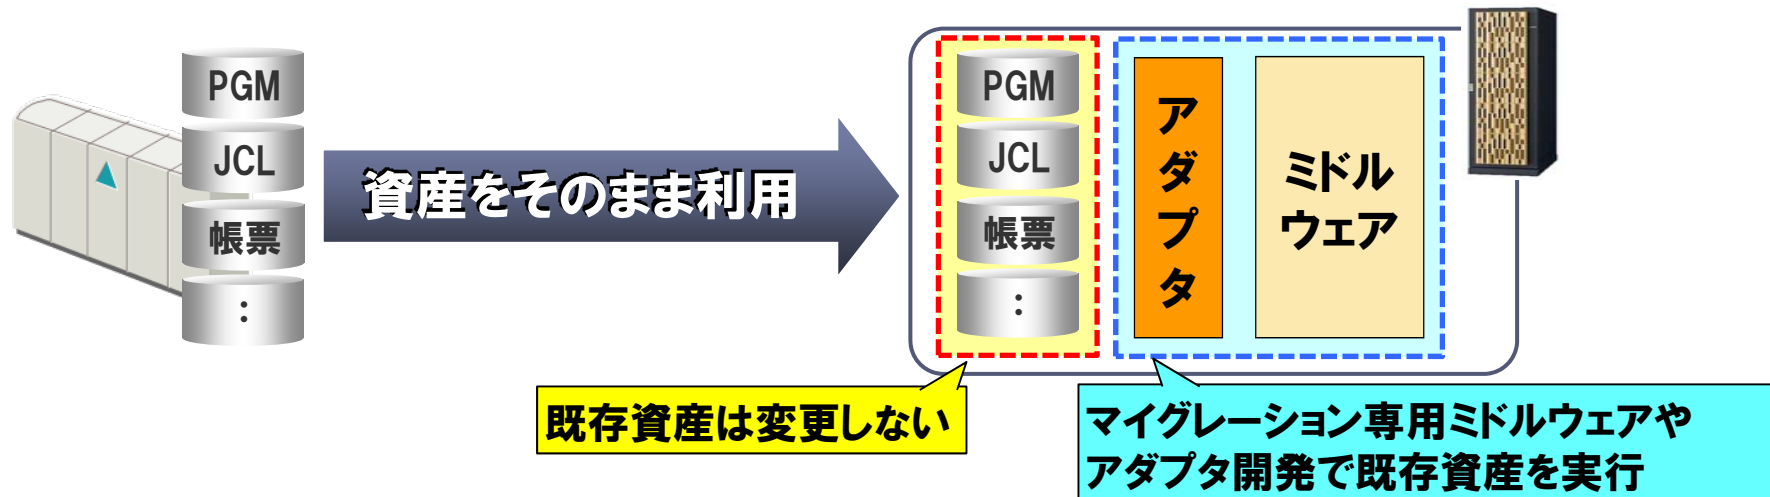 PGM
JCL
帳票
：
資産をそのまま利用
PGM
JCL
帳票
：
アダプタ
ミドル
ウェア
既存資産は変更しない
マイグレーション専用ミドルウェアや
アダプタ開発で既存資産を実行